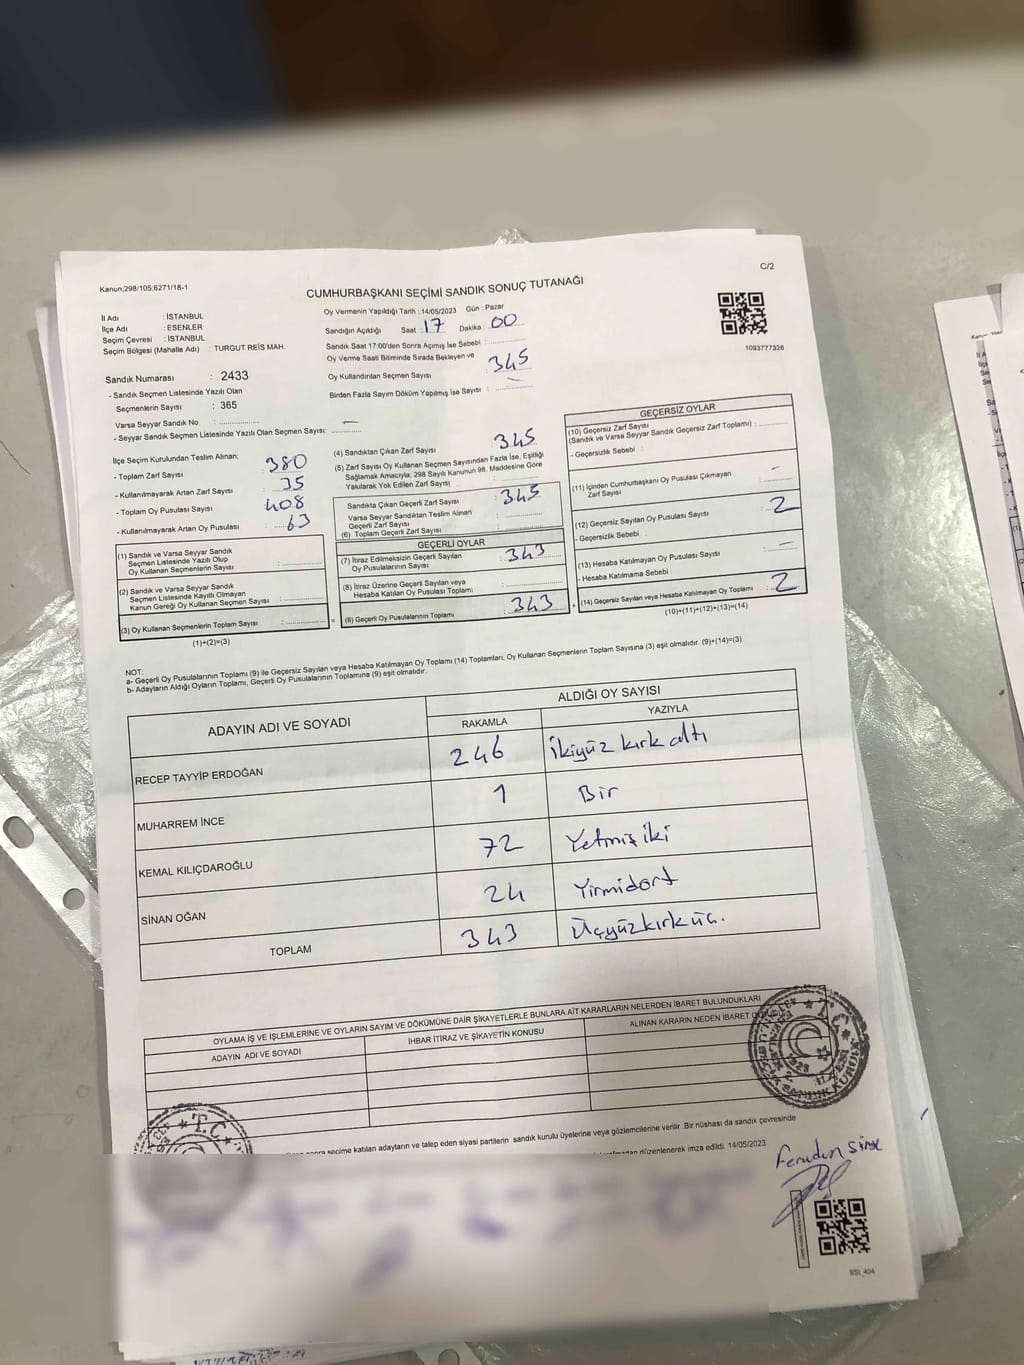 Kanun;298/105;6271/18-1
C/2
CUMHURBAŞKANI SEÇİMİ SANDIK SONUÇ TUTANAĞI
İl Adı : İSTANBUL
İlçe Adı : ESENLER
Seçim Çevresi : İSTANBUL
Seçim Bölgesi (Mahalle Adı) : TURGUT REİS MAH.
Oy Vermenin Yapıldığı Tarih : 14/05/2023 Gün : Pazar
Sandığın Açıldığı Saat : 17 Dakika : 00
Sandık Saat 17:00'den Sonra Açılmış İse Sebebi :
Oy Verme Saati Bitiminde Sırada Bekleyen ve
Oy Kullandırılan Seçmen Sayısı : 345
Birden Fazla Sayım Döküm Yapılmış İse Sayısı : –
1093777328
Sandık Numarası : 2433
- Sandık Seçmen Listesinde Yazılı Olan
Seçmenlerin Sayısı : 365
Varsa Seyyar Sandık No :
- Seyyar Sandık Seçmen Listesinde Yazılı Olan Seçmen Sayısı: –
İlçe Seçim Kurulundan Teslim Alınan:
- Toplam Zarf Sayısı : 380
- Kullanılmayarak Artan Zarf Sayısı : 35
- Toplam Oy Pusulası Sayısı : 408
- Kullanılmayarak Artan Oy Pusulası : 63
(1) Sandık ve Varsa Seyyar Sandık
Seçmen Listesinde Yazılı Olup
Oy Kullanan Seçmenlerin Sayısı :
(2) Sandık ve Varsa Seyyar Sandık
Seçmen Listesinde Kayıtlı Olmayan
Kanun Gereği Oy Kullanan Seçmen Sayısı :
(3) Oy Kullanan Seçmenlerin Toplam Sayısı :
(1)+(2)=(3)
(4) Sandıktan Çıkan Zarf Sayısı : 345
(5) Zarf Sayısı Oy Kullanan Seçmen Sayısından Fazla İse, Eşitliği
Sağlamak Amacıyla; 298 Sayılı Kanunun 98. Maddesine Göre
Yakılarak Yok Edilen Zarf Sayısı :
Sandıkta Çıkan Geçerli Zarf Sayısı : 345
Varsa Seyyar Sandıktan Teslim Alınan
Geçerli Zarf Sayısı :
(6) Toplam Geçerli Zarf Sayısı :
GEÇERLİ OYLAR
(7) İtiraz Edilmeksizin Geçerli Sayılan
Oy Pusulasının Sayısı : 343
(8) İtiraz Üzerine Geçerli Sayılan veya
Hesaba Katılan Oy Pusulası Toplamı :
= (9) Geçerli Oy Pusulalarının Toplamı : 343
GEÇERSİZ OYLAR
(10) Geçersiz Zarf Sayısı
(Sandık ve Varsa Seyyar Sandık Geçersiz Zarf Toplamı) :
- Geçersizlik Sebebi :
(11) İçinden Cumhurbaşkanı Oy Pusulası Çıkmayan
Zarf Sayısı : –
(12) Geçersiz Sayılan Oy Pusulası Sayısı : 2
- Geçersizlik Sebebi :
(13) Hesaba Katılmayan Oy Pusulası Sayısı : –
- Hesaba Katılmama Sebebi :
+ (14) Geçersiz Sayılan veya Hesaba Katılmayan Oy Toplamı : 2
(10)+(11)+(12)+(13)=(14)
NOT:
a- Geçerli Oy Pusulalarının Toplamı (9) ile Geçersiz Sayılan veya Hesaba Katılmayan Oy Toplamı (14) Toplamları, Oy Kullanan Seçmenlerin Toplam Sayısına (3) eşit olmalıdır. (9)+(14)=(3)
b- Adayların Aldığı Oyların Toplamı, Geçerli Oy Pusulalarının Toplamına (9) eşit olmalıdır.
ADAYIN ADI VE SOYADI
ALDIĞI OY SAYISI
RAKAMLA YAZIYLA
RECEP TAYYİP ERDOĞAN 246 İkiyüz kırk altı
MUHARREM İNCE 1 Bir
KEMAL KILIÇDAROĞLU 72 Yetmiş iki
SİNAN OĞAN 24 Yirmidört
TOPLAM 343 Üçyüzkırküç.
OYLAMA İŞ VE İŞLEMLERİNE VE OYLARIN SAYIM VE DÖKÜMÜNE DAİR ŞİKAYETLERLE BUNLARA AİT KARARLARIN NELERDEN İBARET BULUNDUKLARI
ADAYIN ADI VE SOYADI İHBAR İTİRAZ VE ŞİKAYETİN KONUSU ALINAN KARARIN NEDEN İBARET
T.C.
SANDIK KURULU
T.C.
seçime katılan adayların ve talep eden siyasi partilerin sandık kurulu üyelerine veya gözlemcilerine verilir. Bir nüshası da sandık çevresinde
düzenlenerek imza edildi. 14/05/2023